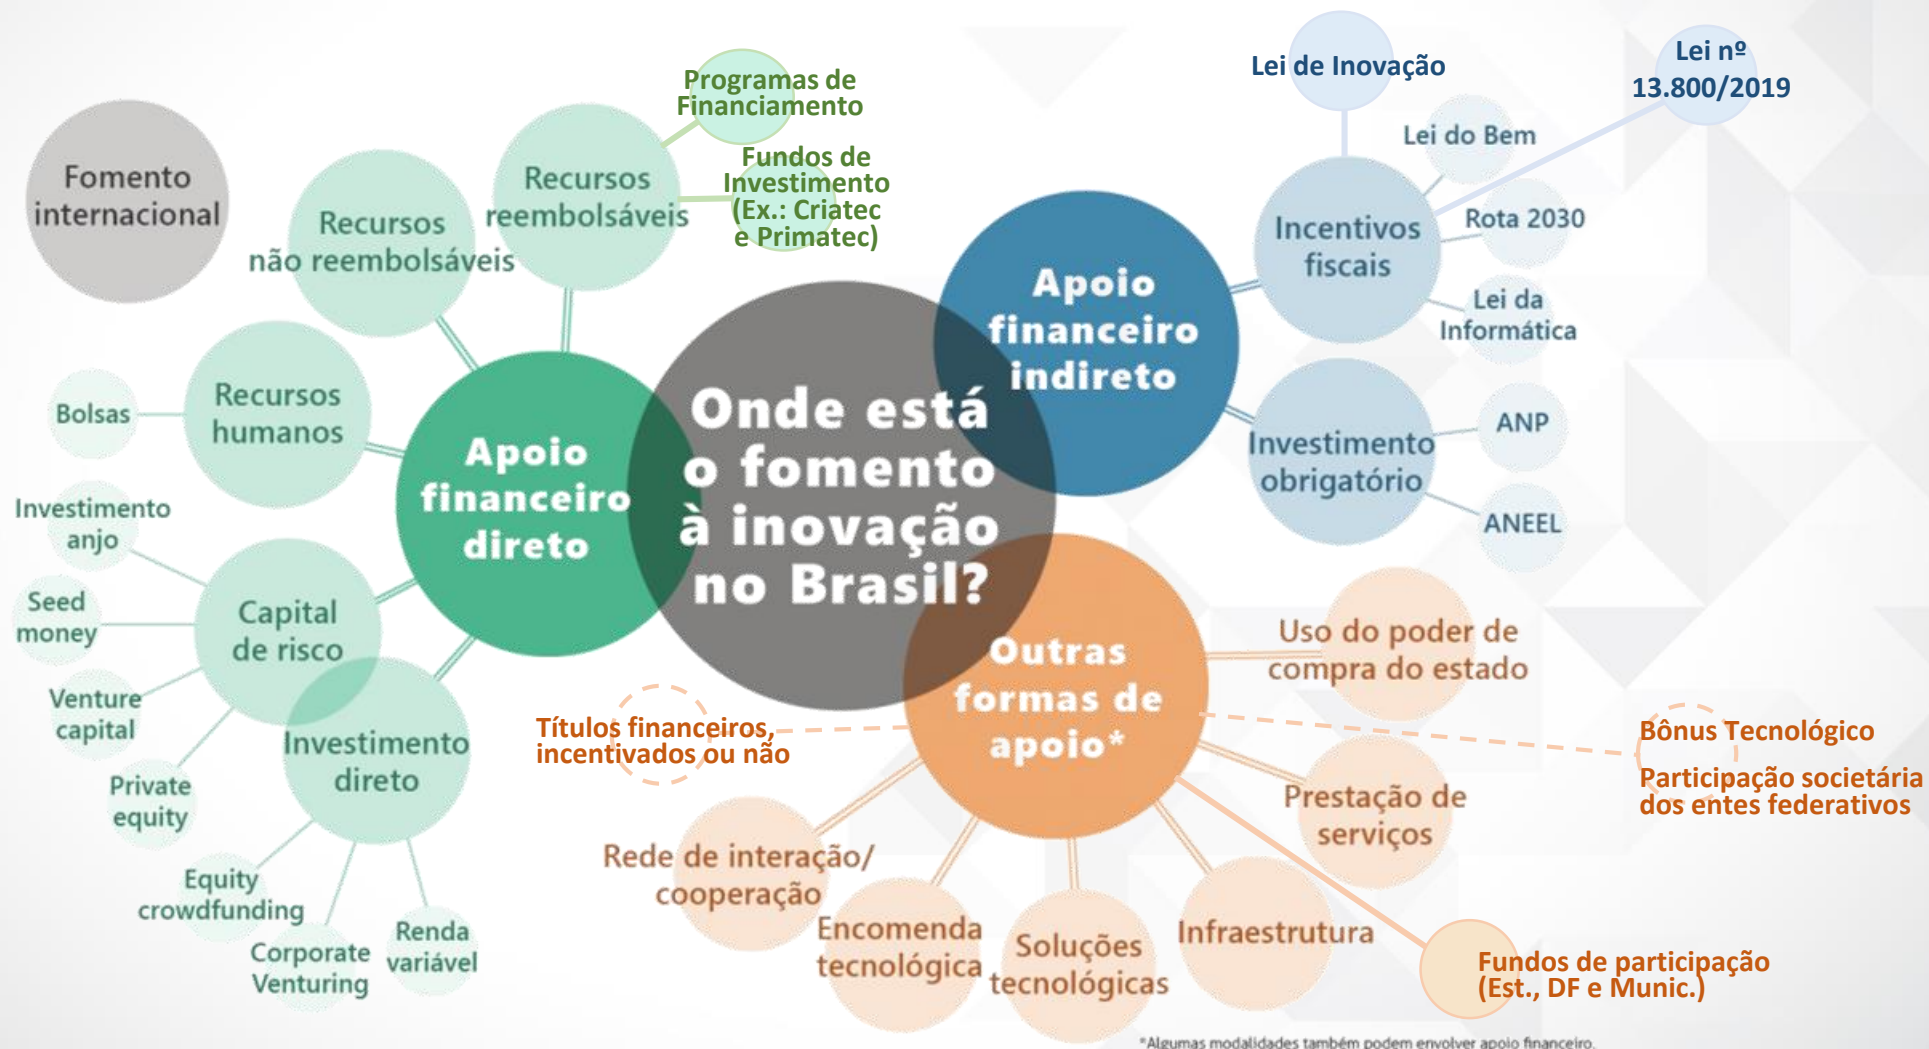 Onde está
o fomento
à inovação
no Brasil?
Fomento
internacional
Apoio
financeiro
direto
Recursos
reembolsáveis
Programas de
Financiamento
Fundos de
Investimento
(Ex.: Criatec
e Primatec)
Recursos
não reembolsáveis
Recursos
humanos
Bolsas
Capital
de risco
Investimento
anjo
Seed
money
Venture
capital
Private
equity
Investimento
direto
Equity
crowdfunding
Corporate
Venturing
Renda
variável
Apoio
financeiro
indireto
Incentivos
fiscais
Lei de Inovação
Lei nº
13.800/2019
Lei do Bem
Rota 2030
Lei da
Informática
Investimento
obrigatório
ANP
ANEEL
Outras
formas de
apoio*
Uso do poder de
compra do estado
Bônus Tecnológico
Participação societária
dos entes federativos
Prestação de
serviços
Fundos de participação
(Est., DF e Munic.)
Infraestrutura
Soluções
tecnológicas
Encomenda
tecnológica
Rede de interação/
cooperação
Títulos financeiros,
incentivados ou não
*Algumas modalidades também podem envolver apoio financeiro.